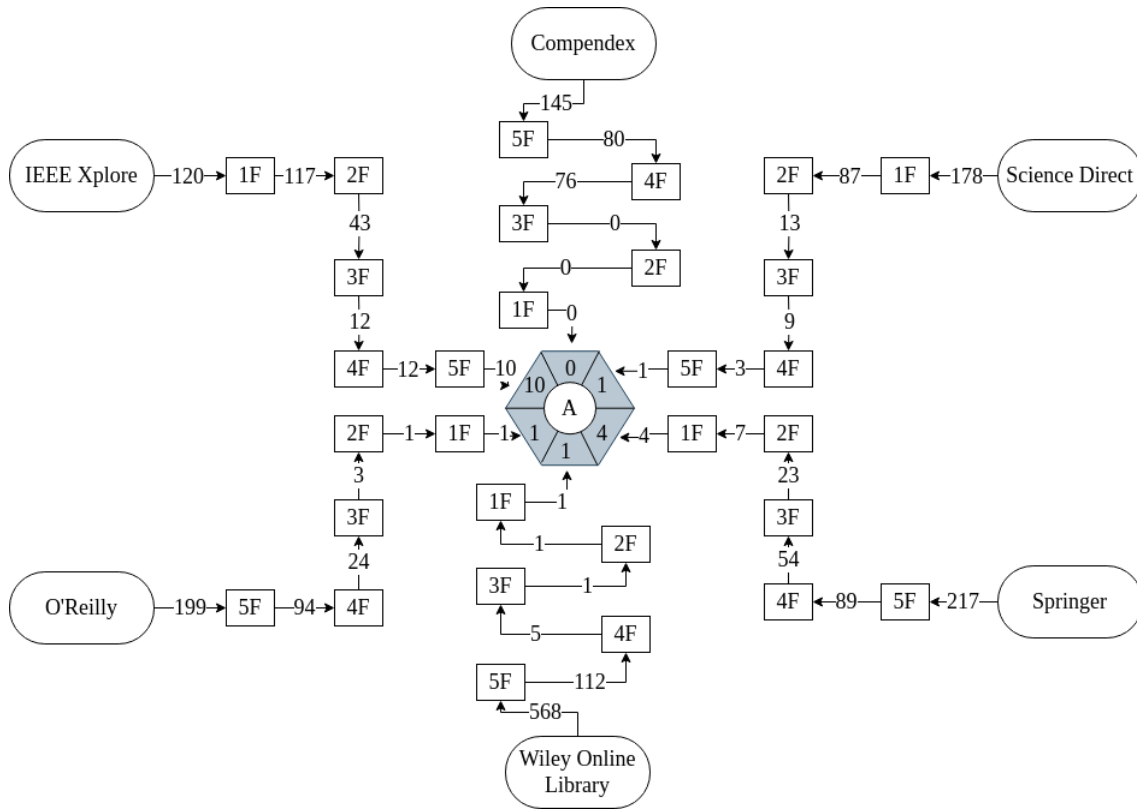 Compendex
145
5F
80
4F
76
3F
0
2F
0
1F
0
IEEE Xplore
120
1F
117
2F
43
3F
12
4F
12
5F
10
Science Direct
178
1F
87
2F
13
3F
9
4F
3
5F
1
10
0
1
A
1
1
4
O'Reilly
199
5F
94
4F
24
3F
3
2F
1
1F
1
Springer
217
5F
89
4F
54
3F
23
2F
7
1F
4
1F
1
1
2F
3F
1
5
4F
5F
112
568
Wiley Online
Library